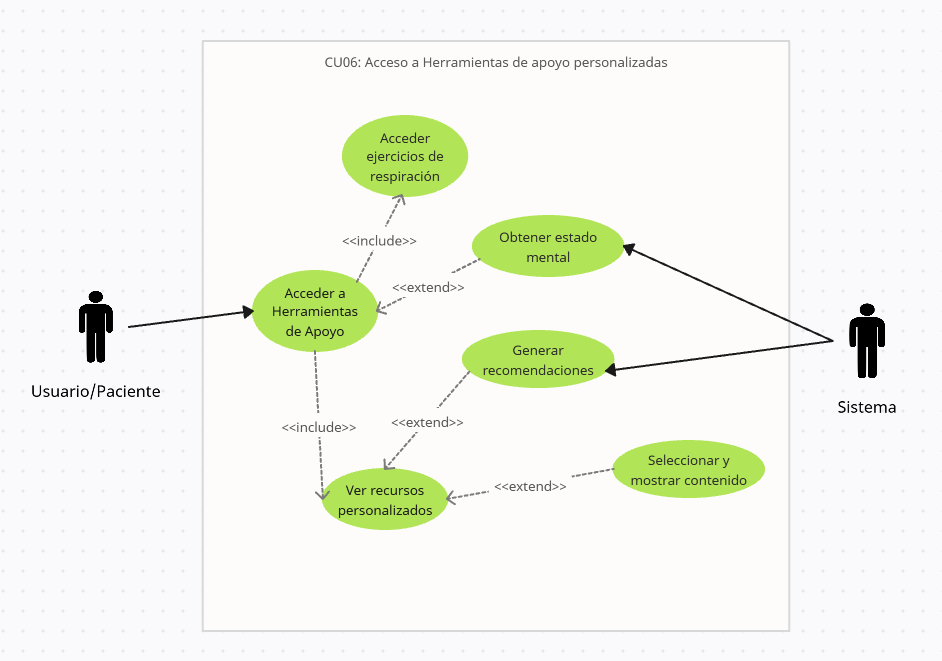 CU06: Acceso a Herramientas de apoyo personalizadas
Acceder
ejercicios de
respiración
<<include>>
Obtener estado
mental
<<extend>>
Acceder a
Herramientas
de Apoyo
Usuario/Paciente
Generar
recomendaciones
Sistema
<<include>>
<<extend>>
Seleccionar y
mostrar contenido
<<extend>>
Ver recursos
personalizados